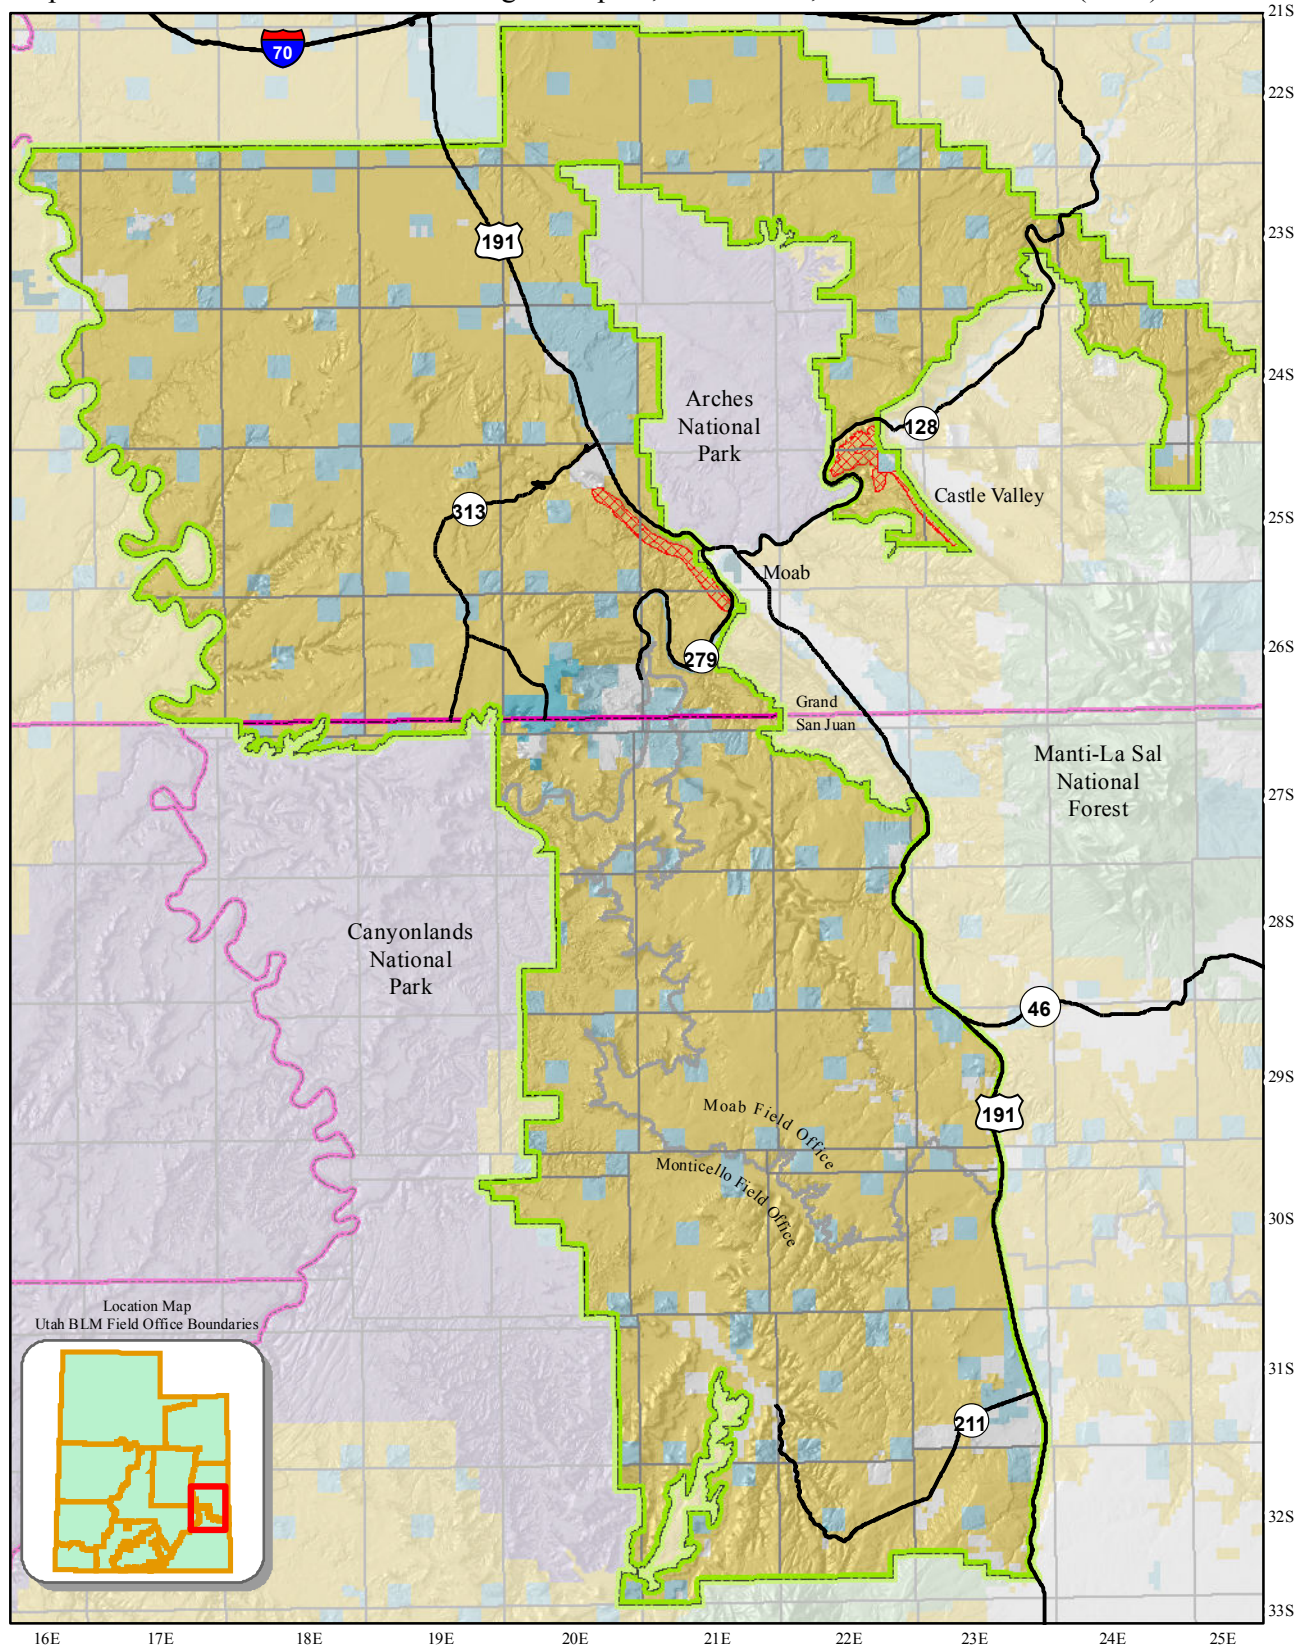 21S
70
22S
191
23S
24S
Arches
National
Park
128
Castle Valley
313
25S
Moab
279
26S
Grand
San Juan
Manti-La Sal
National
Forest
27S
Canyonlands
National
Park
28S
46
29S
Moab Field Office
191
Monticello Field Office
30S
Location Map
Utah BLM Field Office Boundaries
31S
211
32S
33S
16E 17E 18E 19E 20E 21E 22E 23E 24E 25E